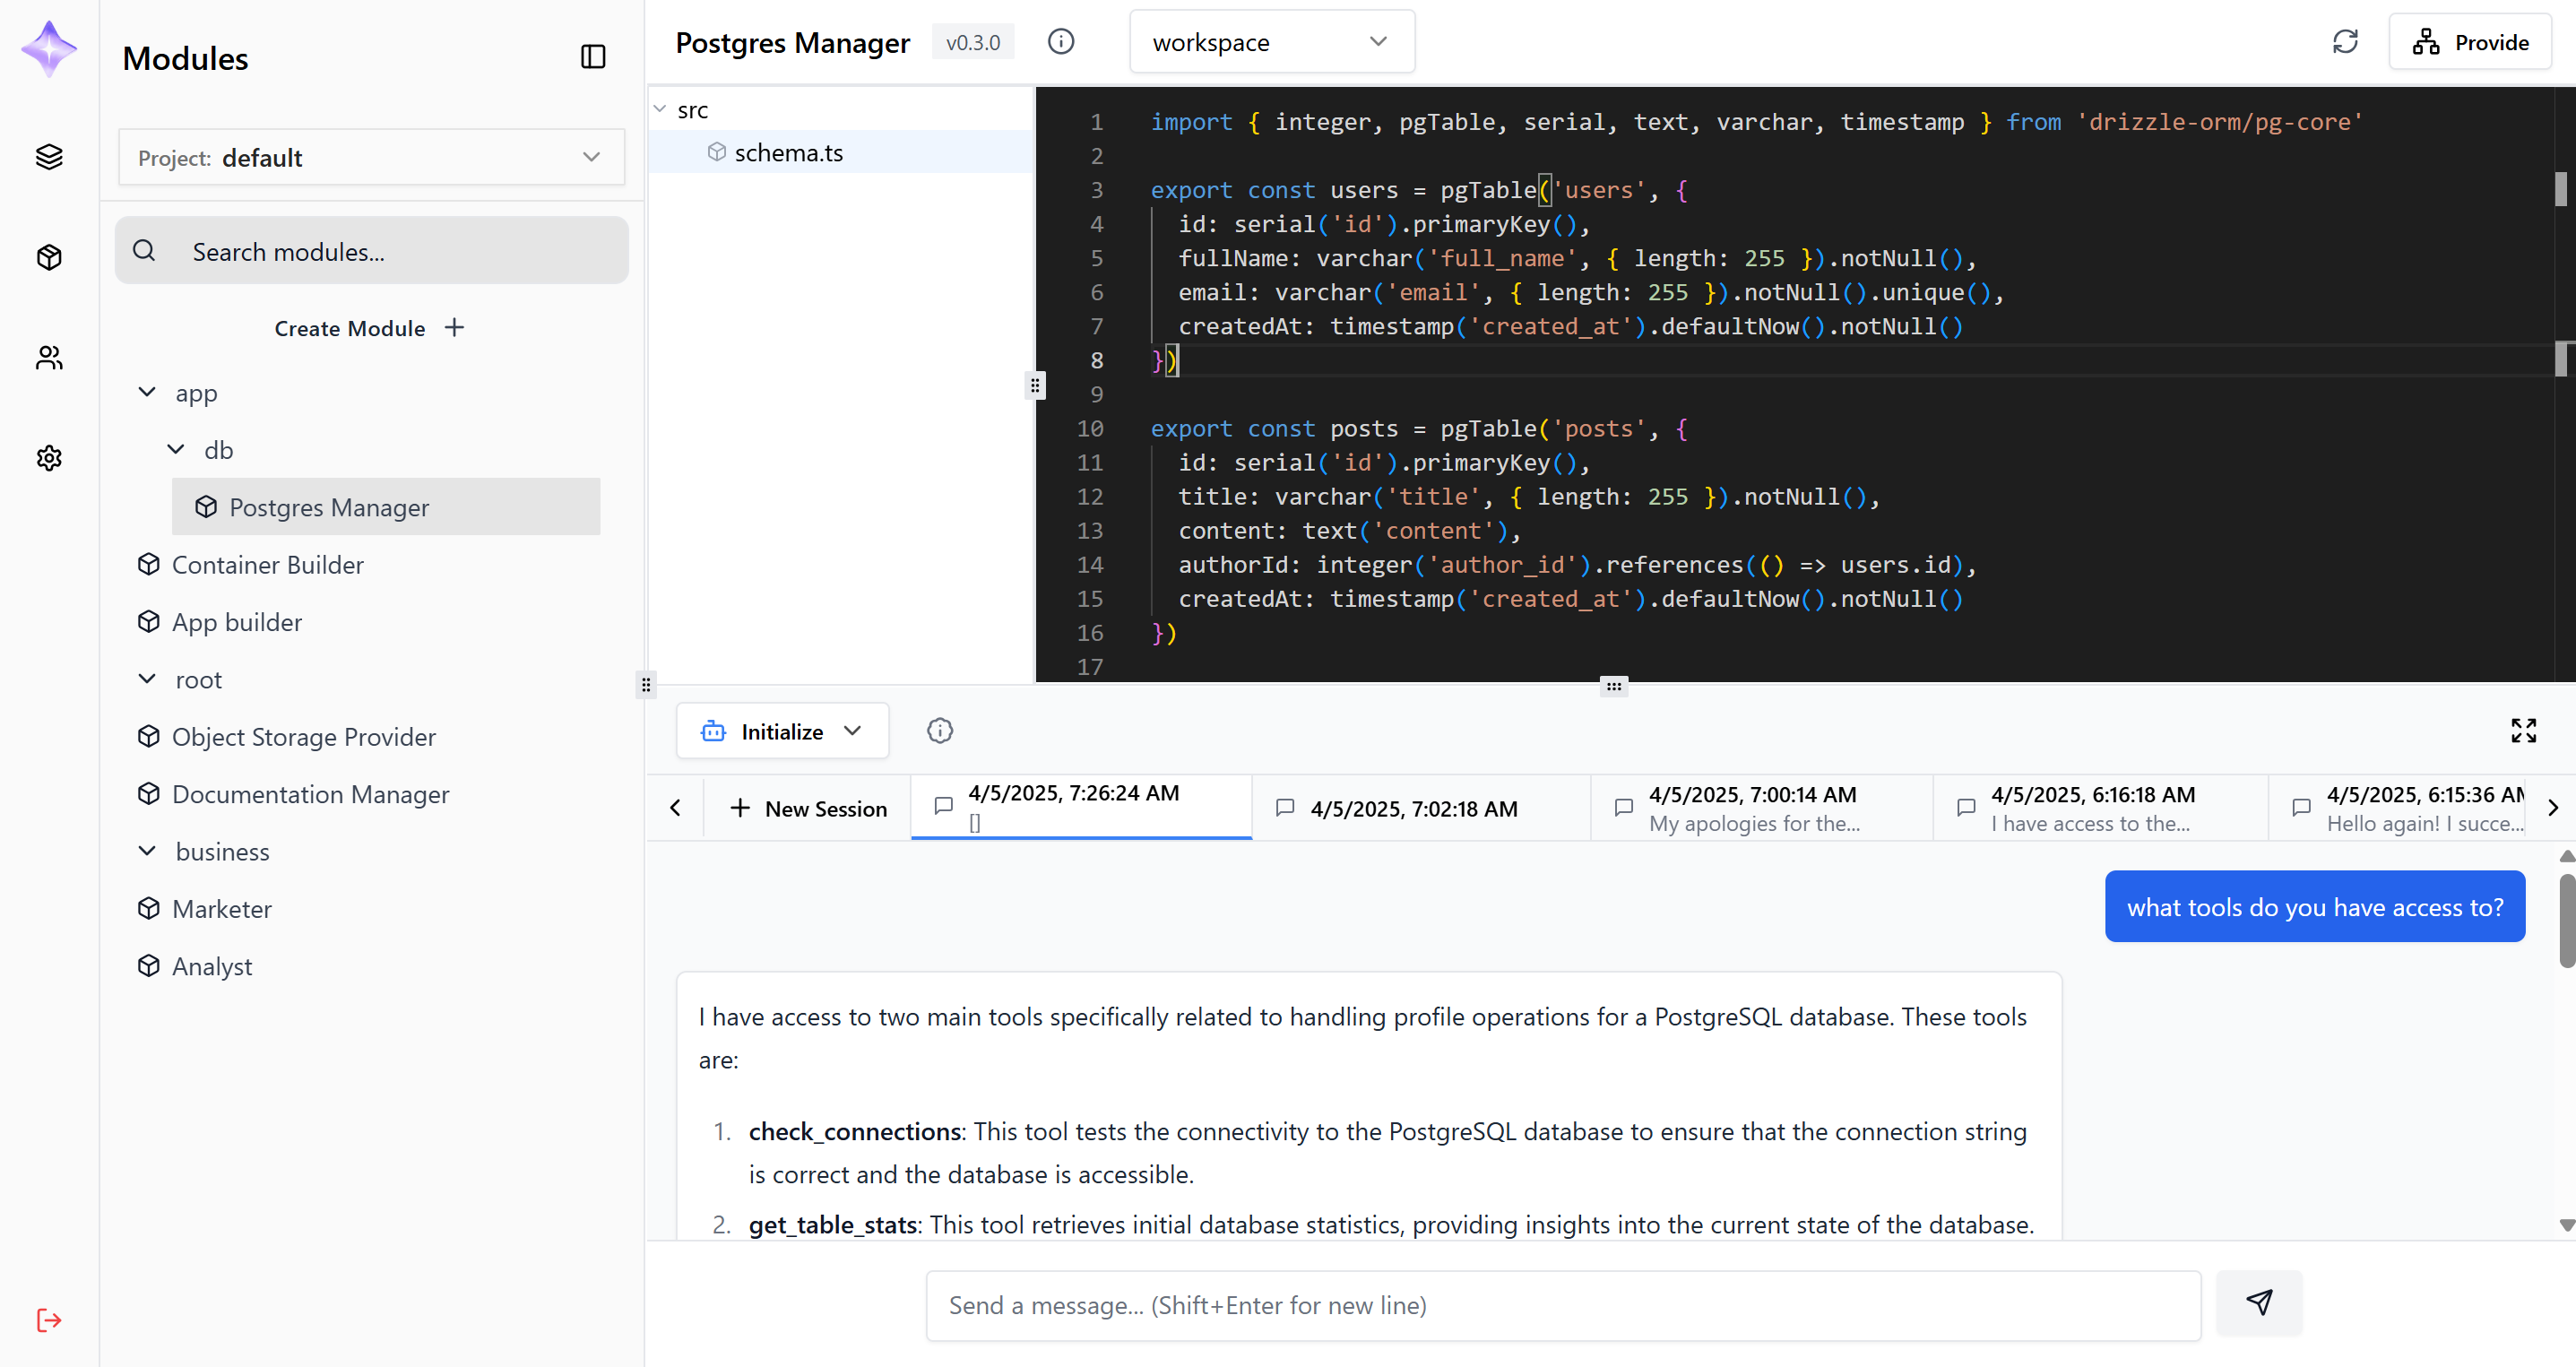 Modules
Project: default
Search modules...
Create Module
app
db
Postgres Manager
Container Builder
App builder
root
Object Storage Provider
Documentation Manager
business
Marketer
Analyst
Postgres Manager v0.3.0 workspace Provide
src
schema.ts
1 import { integer, pgTable, serial, text, varchar, timestamp } from 'drizzle-orm/pg-core'
2
3 export const users = pgTable('users', {
4 id: serial('id').primaryKey(),
5 fullName: varchar('full_name', { length: 255 }).notNull(),
6 email: varchar('email', { length: 255 }).notNull().unique(),
7 createdAt: timestamp('created_at').defaultNow().notNull()
8 })
9
10 export const posts = pgTable('posts', {
11 id: serial('id').primaryKey(),
12 title: varchar('title', { length: 255 }).notNull(),
13 content: text('content'),
14 authorId: integer('author_id').references(() => users.id),
15 createdAt: timestamp('created_at').defaultNow().notNull()
16 })
17
Initialize
New Session
4/5/2025, 7:26:24 AM
[]
4/5/2025, 7:02:18 AM
4/5/2025, 7:00:14 AM
My apologies for the...
4/5/2025, 6:16:18 AM
I have access to the...
4/5/2025, 6:15:36 AM
Hello again! I succe...
what tools do you have access to?
I have access to two main tools specifically related to handling profile operations for a PostgreSQL database. These tools
are:
1. check_connections: This tool tests the connectivity to the PostgreSQL database to ensure that the connection string
is correct and the database is accessible.
2. get_table_stats: This tool retrieves initial database statistics, providing insights into the current state of the database.
Send a message... (Shift+Enter for new line)